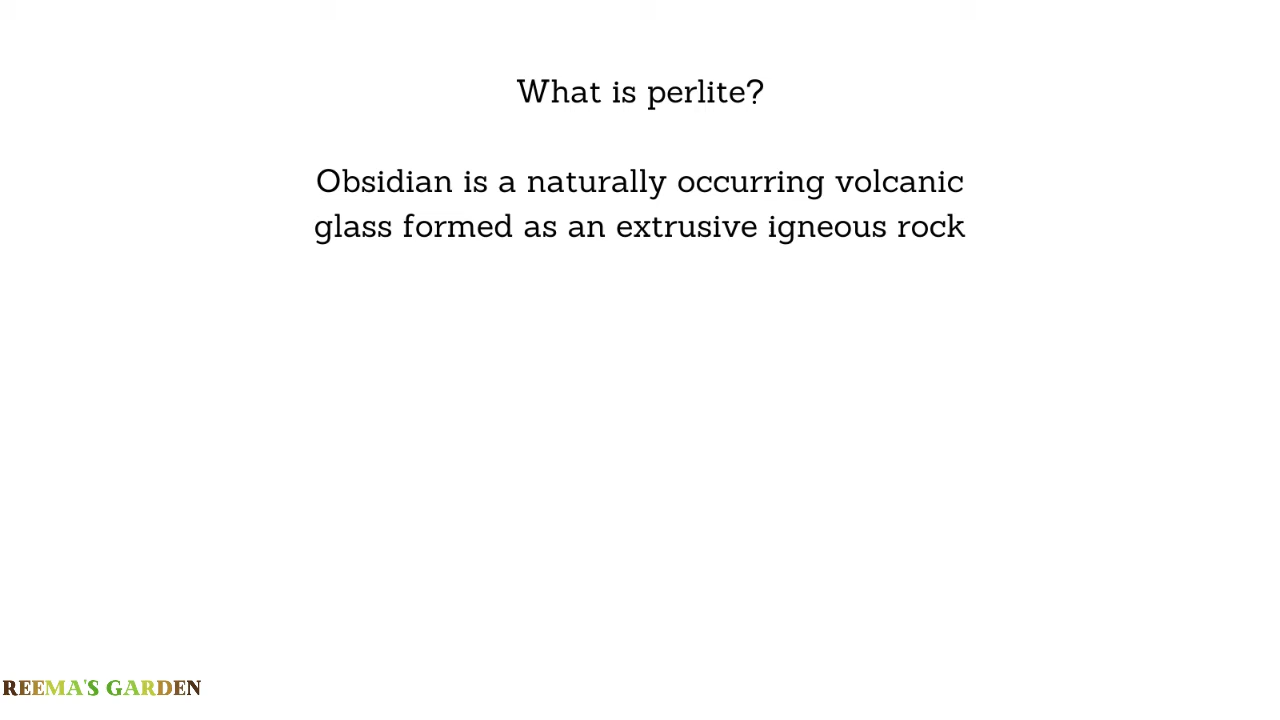 What is perlite?
Obsidian is a naturally occurring volcanic
glass formed as an extrusive igneous rock
REEMA'S GARDEN